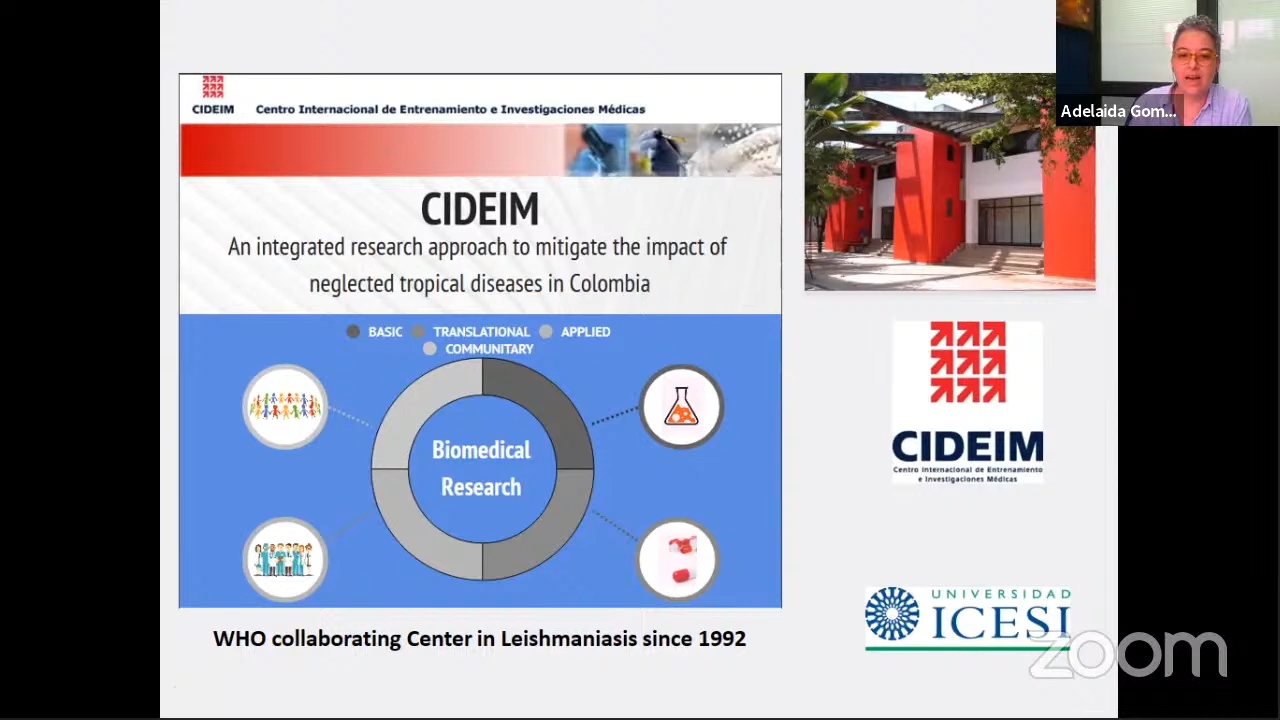 CIDEIM
Centro Internacional de Entrenamiento e Investigaciones Médicas
CIDEIM
An integrated research approach to mitigate the impact of
neglected tropical diseases in Colombia
BASIC TRANSLATIONAL APPLIED
COMMUNITARY
Biomedical
Research
WHO collaborating Center in Leishmaniasis since 1992
Adelaida Gom...
CIDEIM
Centro Internacional de Entrenamiento
e Investigaciones Médicas
UNIVERSIDAD
ICESI
zoom